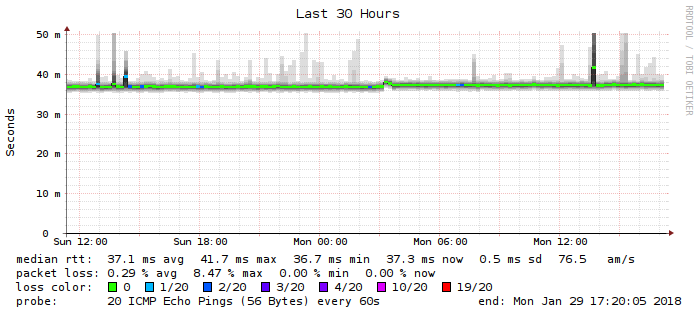 Last 30 Hours
RRDTOOL / TOBI OETIKER
Seconds
50 m
40 m
30 m
20 m
10 m
0
Sun 12:00 Sun 18:00 Mon 00:00 Mon 06:00 Mon 12:00
median rtt: 37.1 ms avg 41.7 ms max 36.7 ms min 37.3 ms now 0.5 ms sd 76.5 am/s
packet loss: 0.29 % avg 8.47 % max 0.00 % min 0.00 % now
loss color: 0 1/20 2/20 3/20 4/20 10/20 19/20
probe: 20 ICMP Echo Pings (56 Bytes) every 60s end: Mon Jan 29 17:20:05 2018